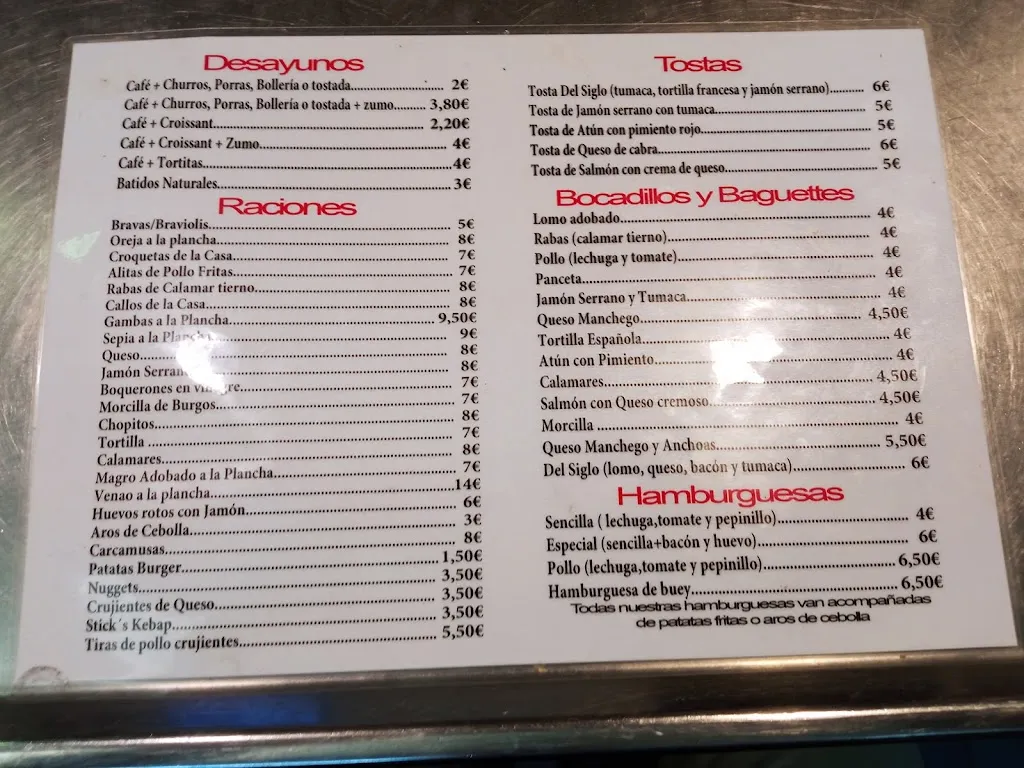 Desayunos
Café + Churros, Porras, Bollería o tostada........................ 2€
Café + Churros, Porras, Bollería o tostada + zumo......... 3,80€
Café + Croissant.................................................. 2,20€
Café + Croissant + Zumo............................................. 4€
Café + Tortitas.................................................... 4€
Batidos Naturales................................................. 3€
Raciones
Bravas/Braviolis.................................................. 5€
Oreja a la plancha................................................ 8€
Croquetas de la Casa.............................................. 7€
Alitas de Pollo Fritas............................................ 7€
Rabas de Calamar tierno........................................... 8€
Callos de la Casa................................................. 8€
Gambas a la Plancha............................................... 9,50€
Sepia a la Plancha................................................ 9€
Queso............................................................. 8€
Jamón Serrano..................................................... 8€
Boquerones en vinagre............................................. 7€
Morcilla de Burgos................................................ 7€
Chopitos.......................................................... 8€
Tortilla ......................................................... 7€
Calamares......................................................... 8€
Magro Adobado a la Plancha........................................ 7€
Venao a la plancha................................................ 14€
Huevos rotos con Jamón............................................ 6€
Aros de Cebolla................................................... 3€
Carcamusas........................................................ 8€
Patatas Burger.................................................... 1,50€
Nuggets........................................................... 3,50€
Crujientes de Queso............................................... 3,50€
Stick´s Kebap..................................................... 3,50€
Tiras de pollo crujientes......................................... 5,50€
Tostas
Tosta Del Siglo (tumaca, tortilla francesa y jamón serrano).......... 6€
Tosta de Jamón serrano con tumaca................................. 5€
Tosta de Atún con pimiento rojo................................... 5€
Tosta de Queso de cabra........................................... 6€
Tosta de Salmón con crema de queso................................ 5€
Bocadillos y Baguettes
Lomo adobado...................................................... 4€
Rabas (calamar tierno)............................................ 4€
Pollo (lechuga y tomate).......................................... 4€
Panceta........................................................... 4€
Jamón Serrano y Tumaca............................................ 4€
Queso Manchego.................................................... 4,50€
Tortilla Española................................................. 4€
Atún con Pimiento................................................. 4€
Calamares......................................................... 4,50€
Salmón con Queso cremoso.......................................... 4,50€
Morcilla ......................................................... 4€
Queso Manchego y Anchoas.......................................... 5,50€
Del Siglo (lomo, queso, bacón y tumaca)........................... 6€
Hamburguesas
Sencilla ( lechuga,tomate y pepinillo)............................ 4€
Especial (sencilla+bacón y huevo)................................. 6€
Pollo (lechuga,tomate y pepinillo)................................ 6,50€
Hamburguesa de buey............................................... 6,50€
Todas nuestras hamburguesas van acompañadas
de patatas fritas o aros de cebolla